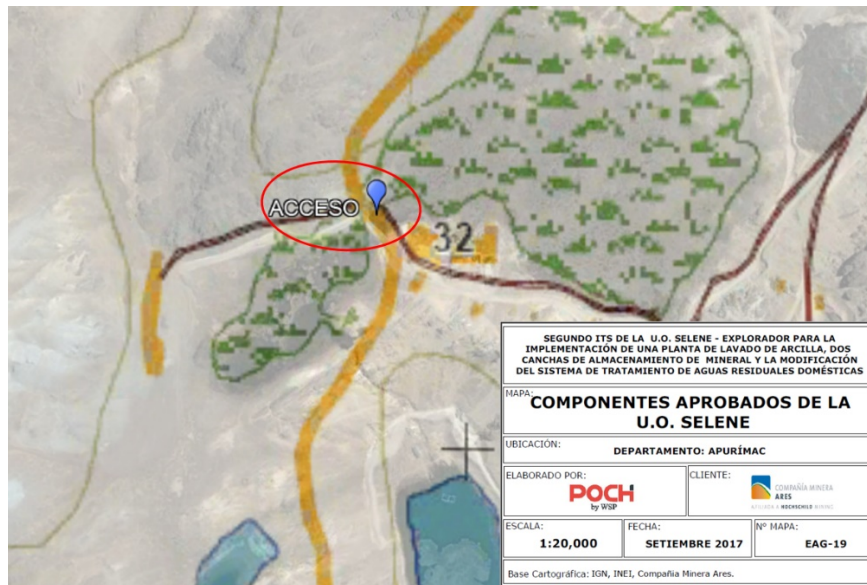 ACCESO
32
SEGUNDO ITS DE LA U.O. SELENE - EXPLORADOR PARA LA
IMPLEMENTACIÓN DE UNA PLANTA DE LAVADO DE ARCILLA, DOS
CANCHAS DE ALMACENAMIENTO DE MINERAL Y LA MODIFICACIÓN
DEL SISTEMA DE TRATAMIENTO DE AGUAS RESIDUALES DOMÉSTICAS
MAPA:
COMPONENTES APROBADOS DE LA
U.O. SELENE
UBICACIÓN:
DEPARTAMENTO: APURÍMAC
ELABORADO POR:
POCH
by WSP
CLIENTE:
COMPAÑÍA MINERA
ARES
ESCALA:
1:20,000
FECHA:
SETIEMBRE 2017
N° MAPA:
EAG-19
Base Cartográfica: IGN, INEI, Compañia Minera Ares.